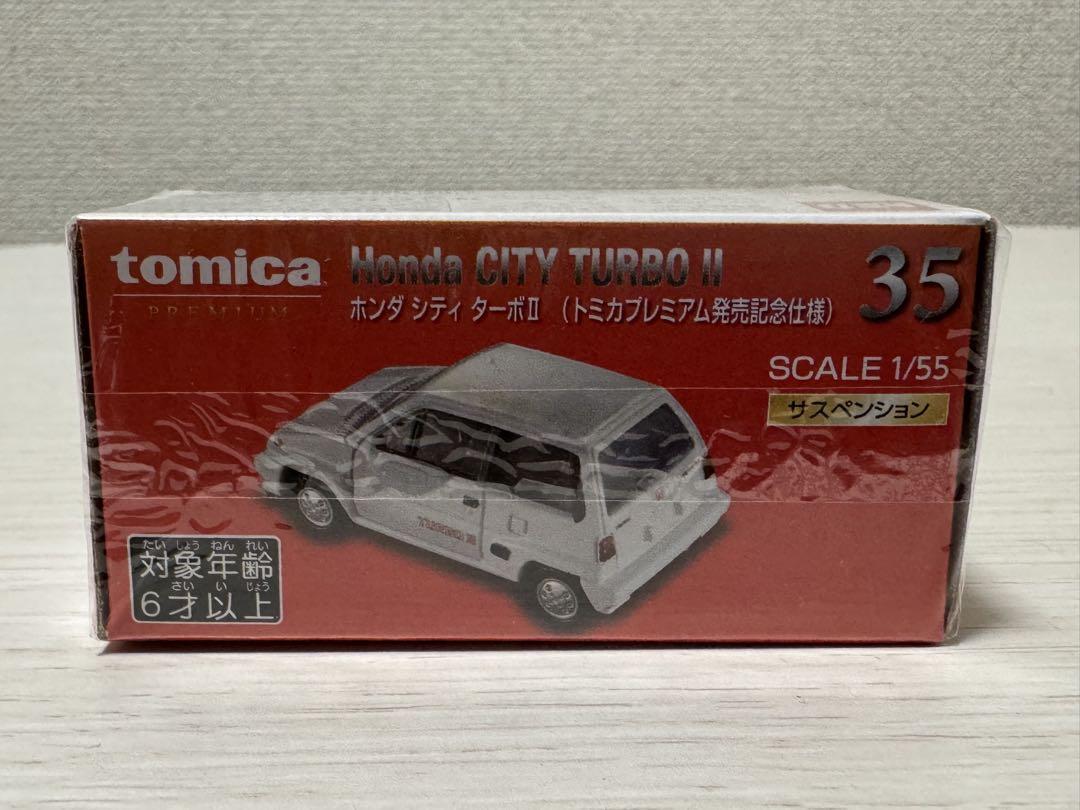 tomica
PREMIUM
Honda CITY TURBO II
ホンダ シティ ターボⅡ (トミカプレミアム発売記念仕様)
35
SCALE 1/55
サスペンション
たい しょう ねん れい
対象年齢
さい い じょう
6才以上